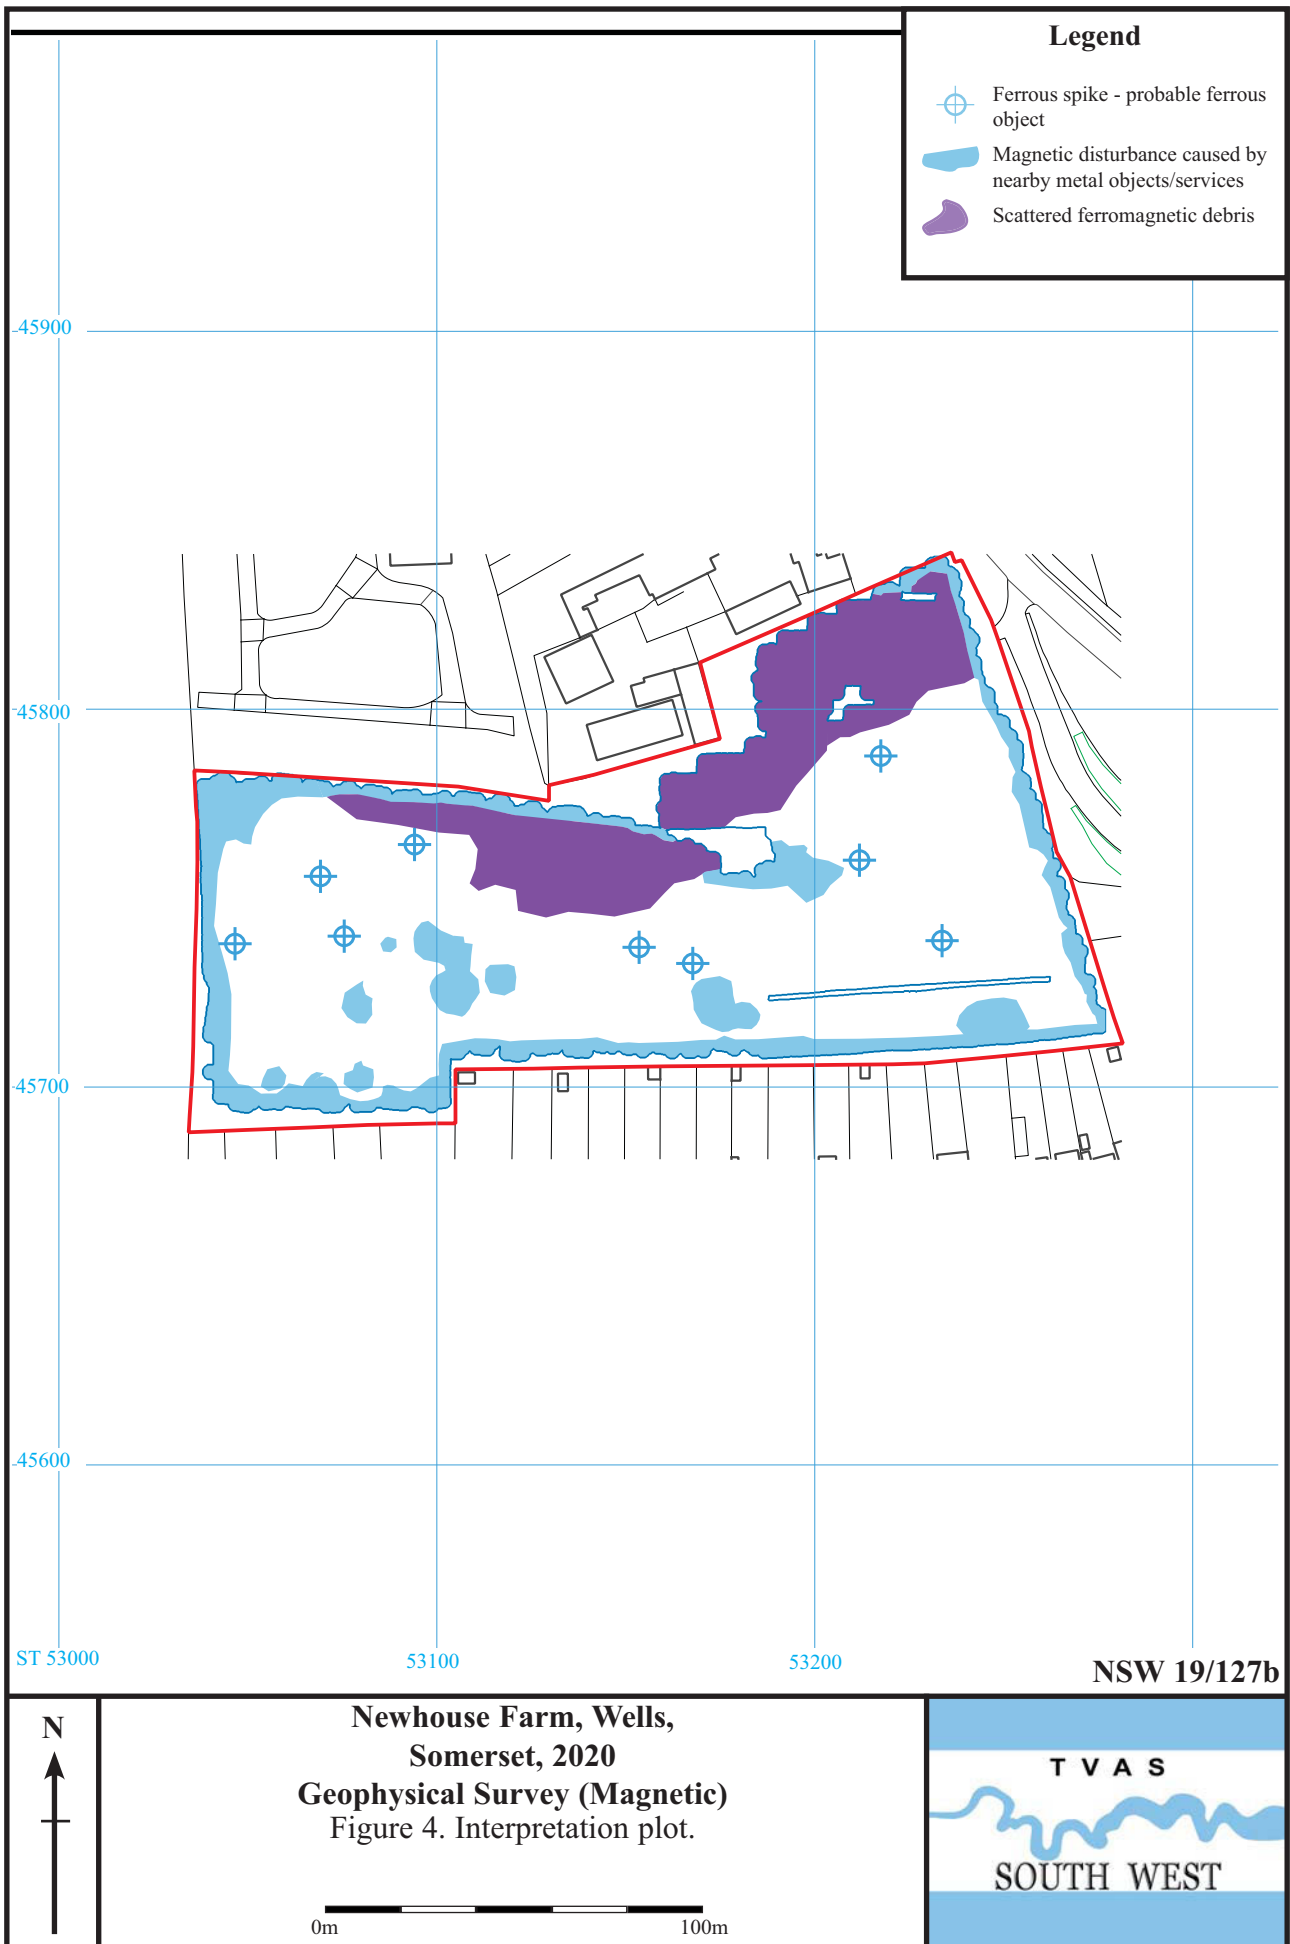 Legend
Ferrous spike - probable ferrous
object
Magnetic disturbance caused by
nearby metal objects/services
Scattered ferromagnetic debris
45900
45800
45700
45600
ST 53000
53100
53200
NSW 19/127b
N
Newhouse Farm, Wells,
Somerset, 2020
Geophysical Survey (Magnetic)
Figure 4. Interpretation plot.
0m
100m
TVAS
SOUTH WEST